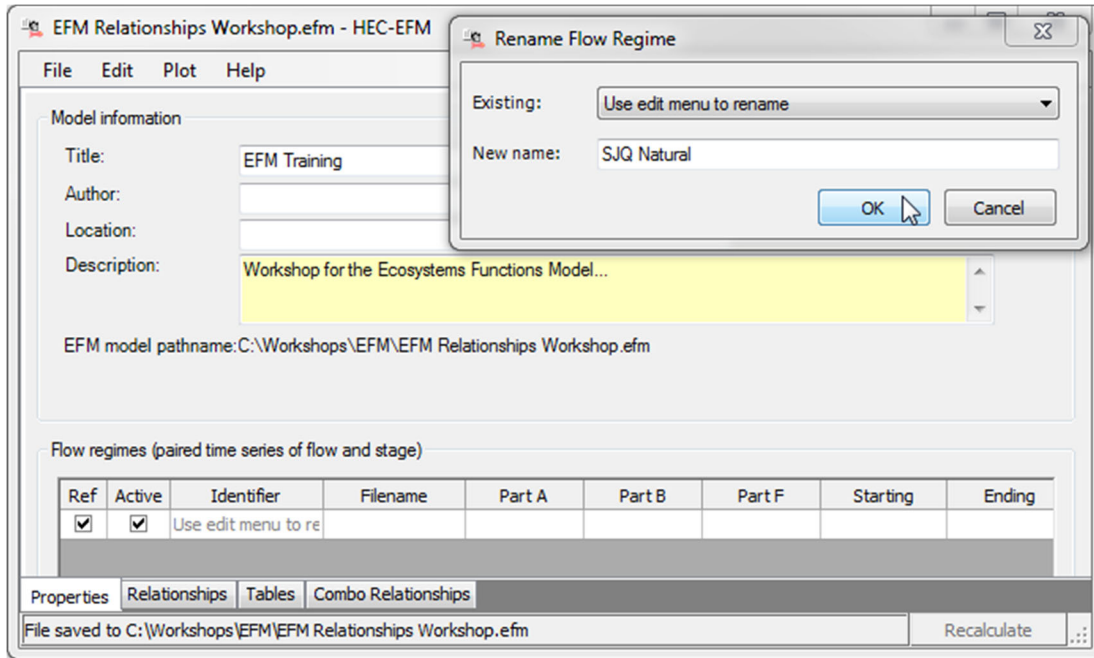 EFM Relationships Workshop.efm - HEC-EFM
File Edit Plot Help
Rename Flow Regime
Existing: Use edit menu to rename
New name: SJQ Natural
OK Cancel
Model information
Title: EFM Training
Author:
Location:
Description: Workshop for the Ecosystems Functions Model...
EFM model pathname:C:\Workshops\EFM\EFM Relationships Workshop.efm
Flow regimes (paired time series of flow and stage)
Ref Active Identifier Filename Part A Part B Part F Starting Ending
Use edit menu to re
Properties Relationships Tables Combo Relationships
File saved to C:\Workshops\EFM\EFM Relationships Workshop.efm Recalculate